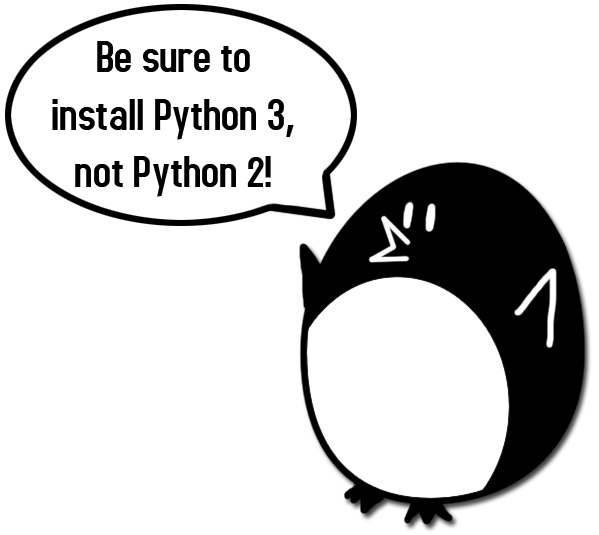 Be sure to
install Python 3,
not Python 2!